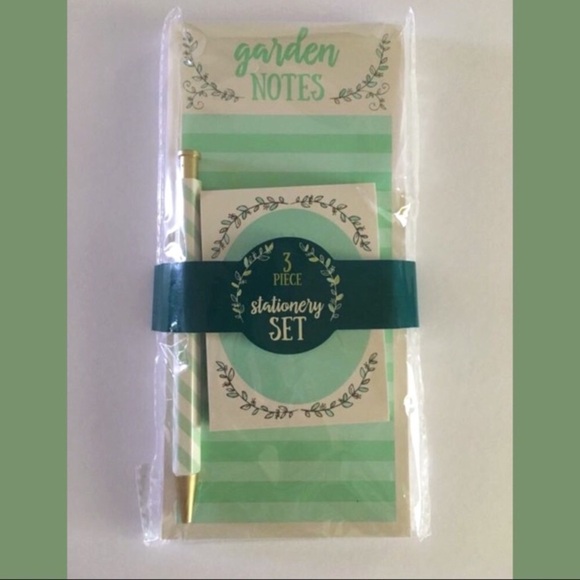 garden
NOTES
3
PIECE
stationery
SET